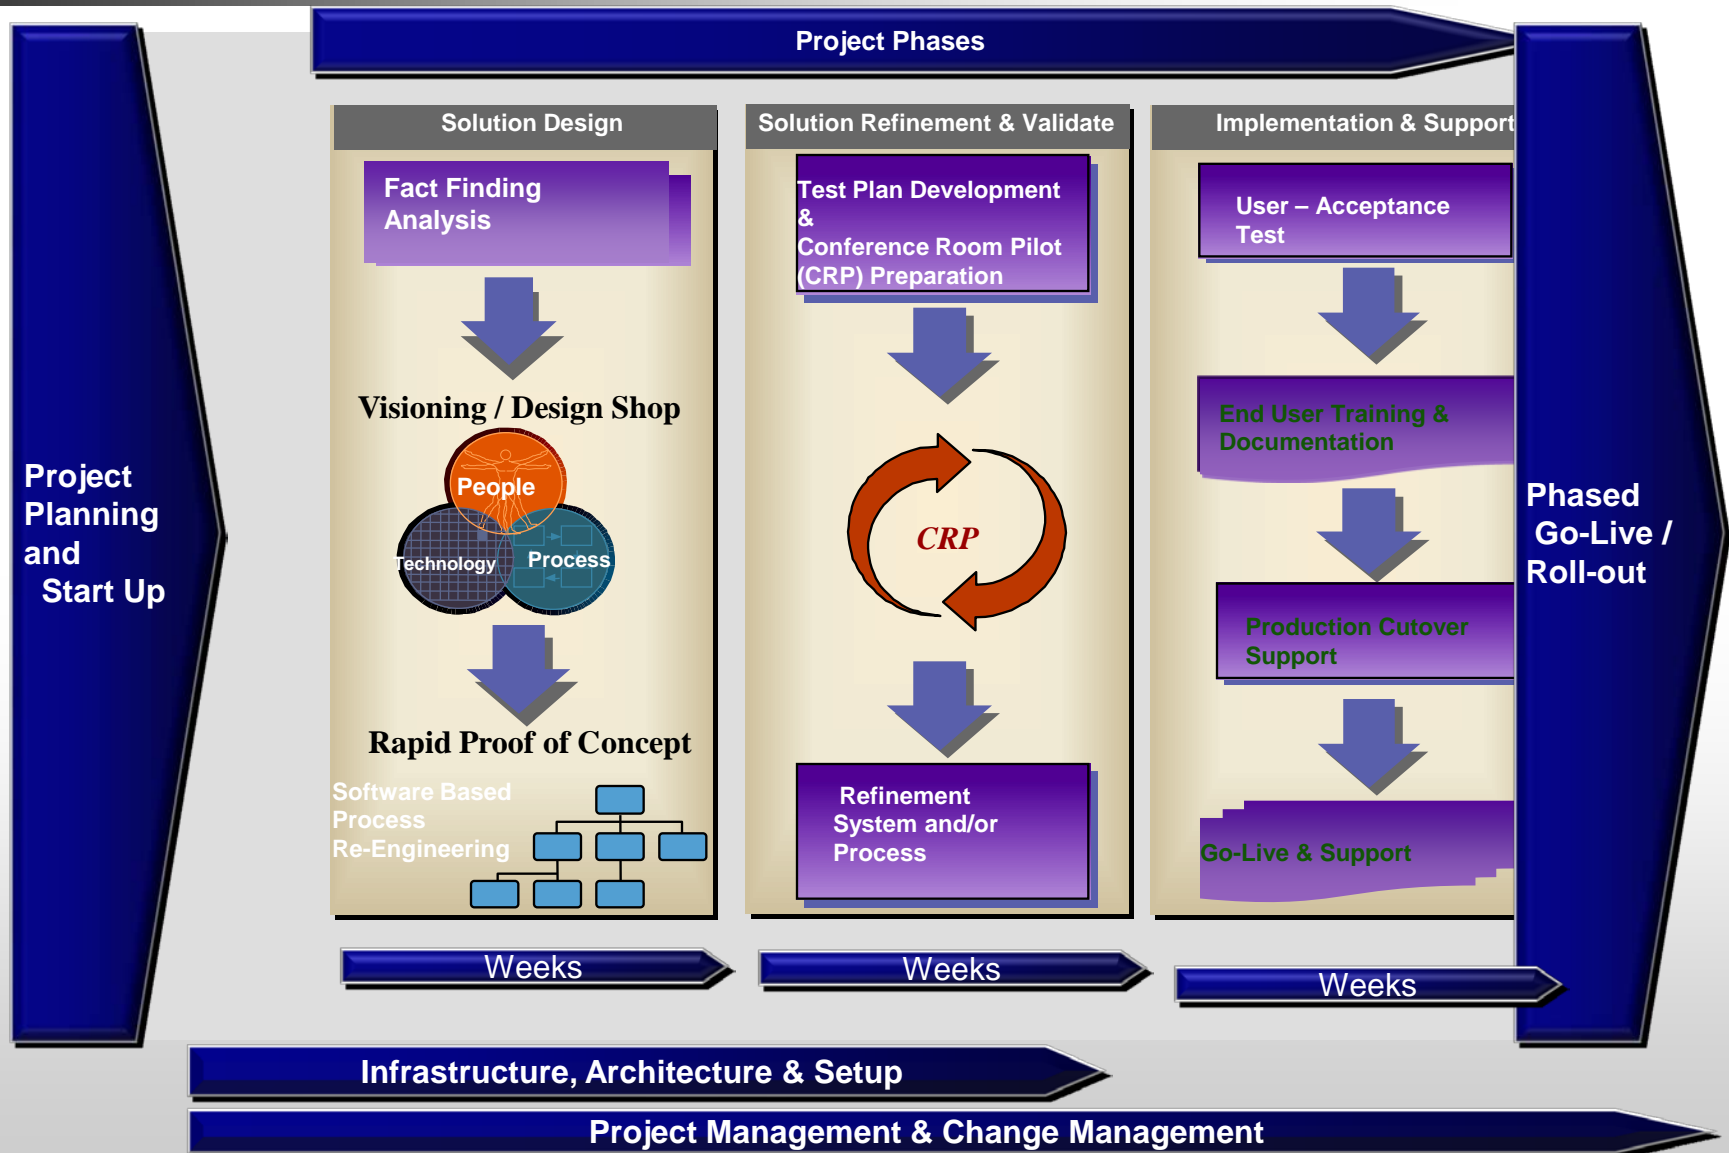 Project Phases
Project
Planning
and
Start Up
Solution Design
Fact Finding
Analysis
Visioning / Design Shop
People
Technology
Process
Rapid Proof of Concept
Software Based
Process
Re-Engineering
Weeks
Solution Refinement & Validate
Test Plan Development
&
Conference Room Pilot
(CRP) Preparation
CRP
Refinement
System and/or
Process
Weeks
Implementation & Support
User – Acceptance
Test
End User Training &
Documentation
Production Cutover
Support
Go-Live & Support
Weeks
Phased
Go-Live /
Roll-out
Infrastructure, Architecture & Setup
Project Management & Change Management